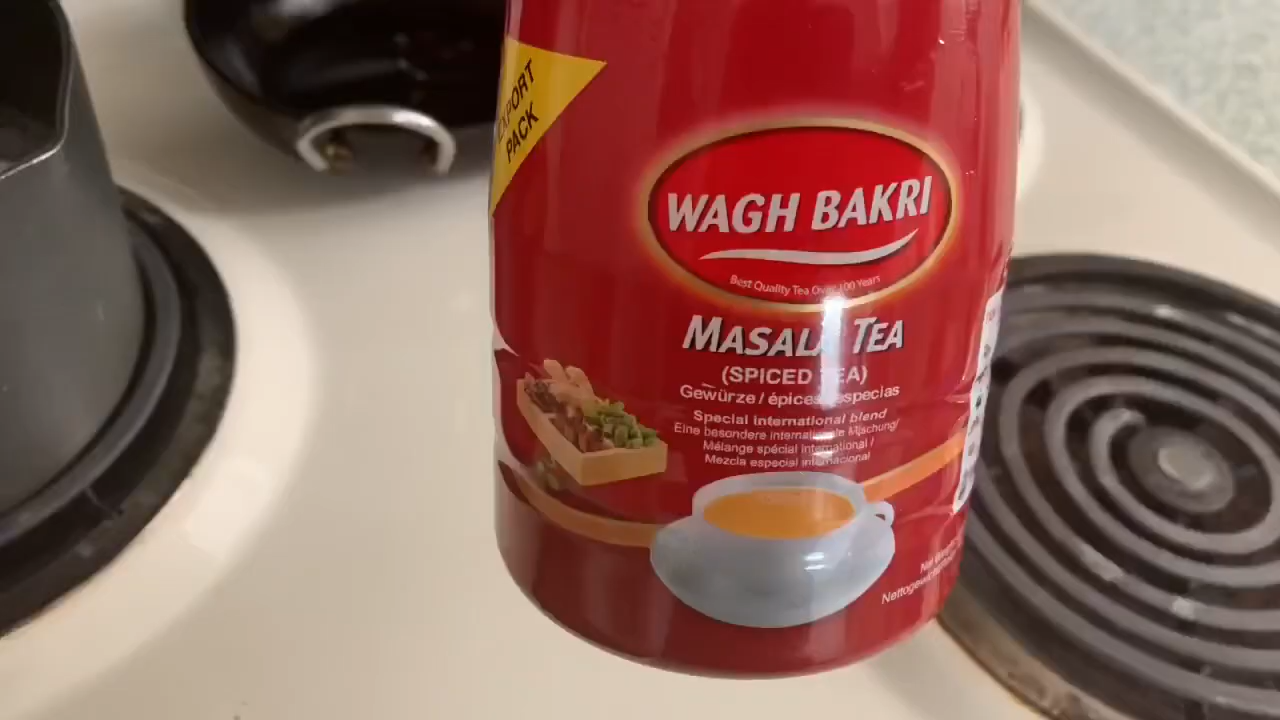 EXPORT
PACK
WAGH BAKRI
Best Quality Tea Over 100 Years
MASALA TEA
(SPICED TEA)
Gewürze / épices especias
Special international blend
Eine besondere internationale Mischung/
Mélange spécial international /
Mezcla especial internacional
Net